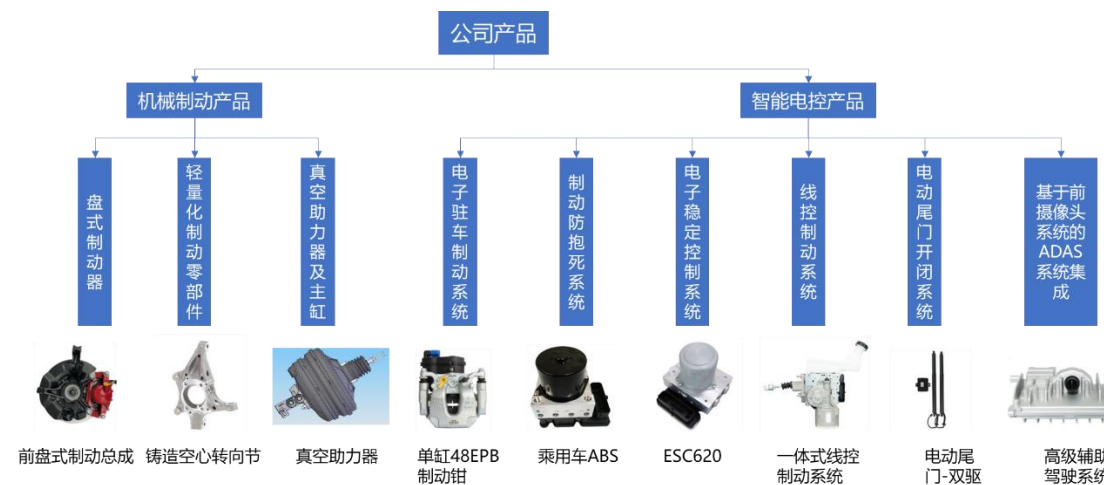 公司产品
机械制动产品
智能电控产品
盘式制动器
轻量化制动零部件
真空助力器及主缸
电子驻车制动系统
制动防抱死系统
电子稳定控制系统
线控制动系统
电动尾门开闭系统
基于前
摄像头
系统的
ADAS
系统集
成
前盘式制动总成
铸造空心转向节
真空助力器
单缸48EPB
制动钳
乘用车ABS
ESC620
一体式线控
制动系统
电动尾
门-双驱
高级辅助
驾驶系统